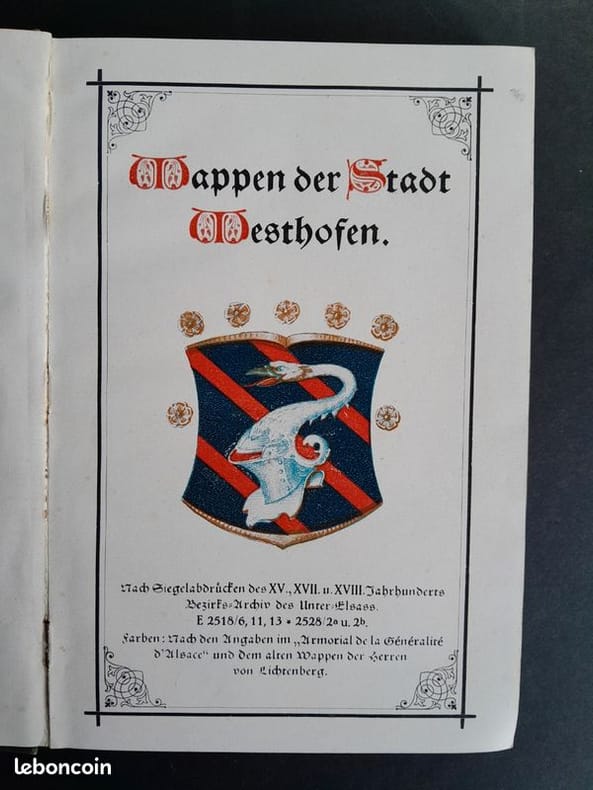 Wappen der Stadt
Westhofen.
Nach Siegelabdrücken des XV., XVII. u. XVIII. Jahrhunderts
Bezirks-Archiv des Unter-Elsass.
E 2518/6, 11, 13 * 2528/2a u. 2b.
Farben: Nach den Angaben im „Armorial de la Généralité
d'Alsace" und dem alten Wappen der Herren
von Lichtenberg.
leboncoin